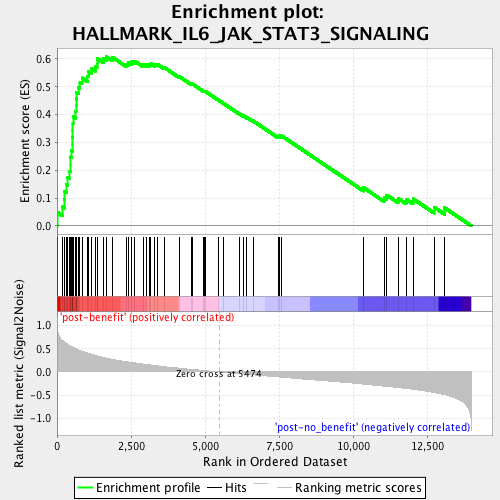 Enrichment plot:
HALLMARK_IL6_JAK_STAT3_SIGNALING
Enrichment score (ES)
0.6
0.5
0.4
0.3
0.2
0.1
0.0
'post-benefit' (positively correlated)
Ranked list metric (Signal2Noise)
1.0
0.5
0.0
-0.5
-1.0
Zero cross at 5474
'post-no_benefit' (negatively correlated)
0
2,500
5,000
7,500
10,000
12,500
Rank in Ordered Dataset
Enrichment profile
Hits
Ranking metric scores